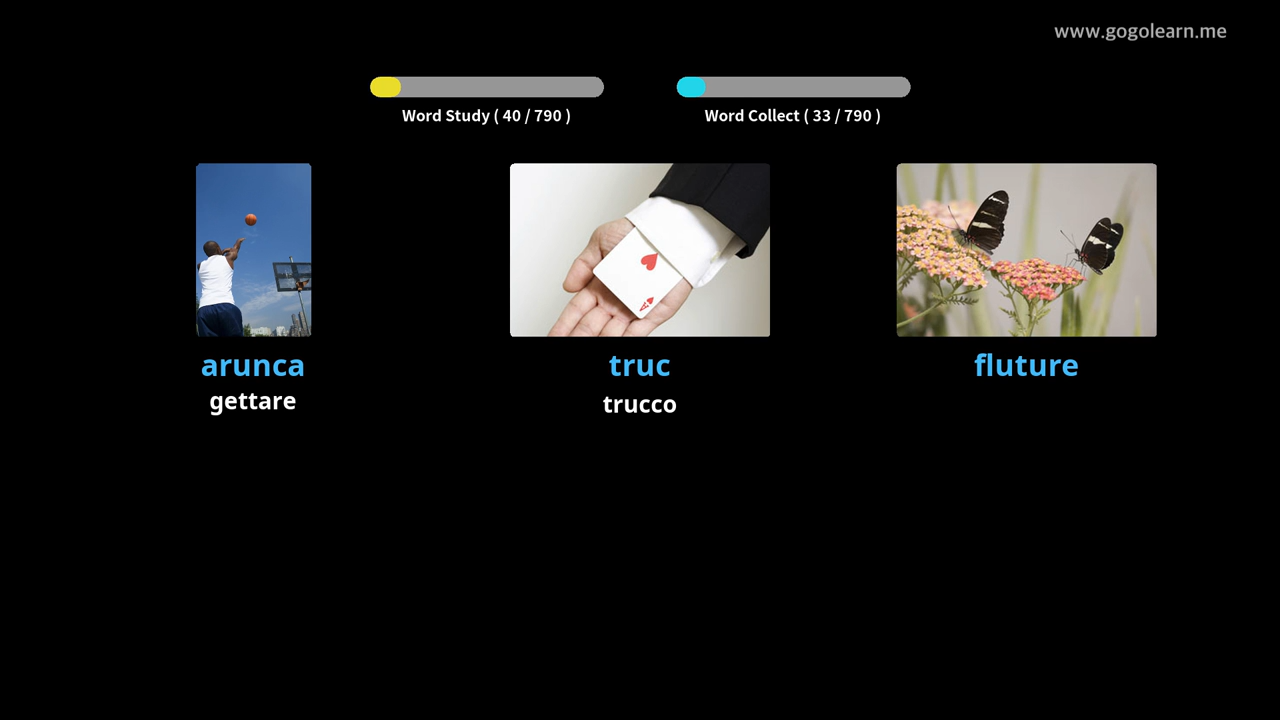 www.gogolearn.me
Word Study ( 40 / 790 )
Word Collect ( 33 / 790 )
arunca
gettare
truc
trucco
fluture